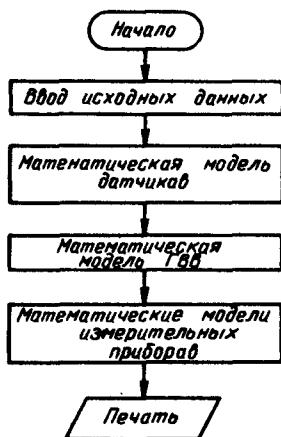 Начало
Ввод исходных данных
Математическая модель
датчиков
Математическая
модель ГВВ
Математические модели
измерительных
приборов
Печать